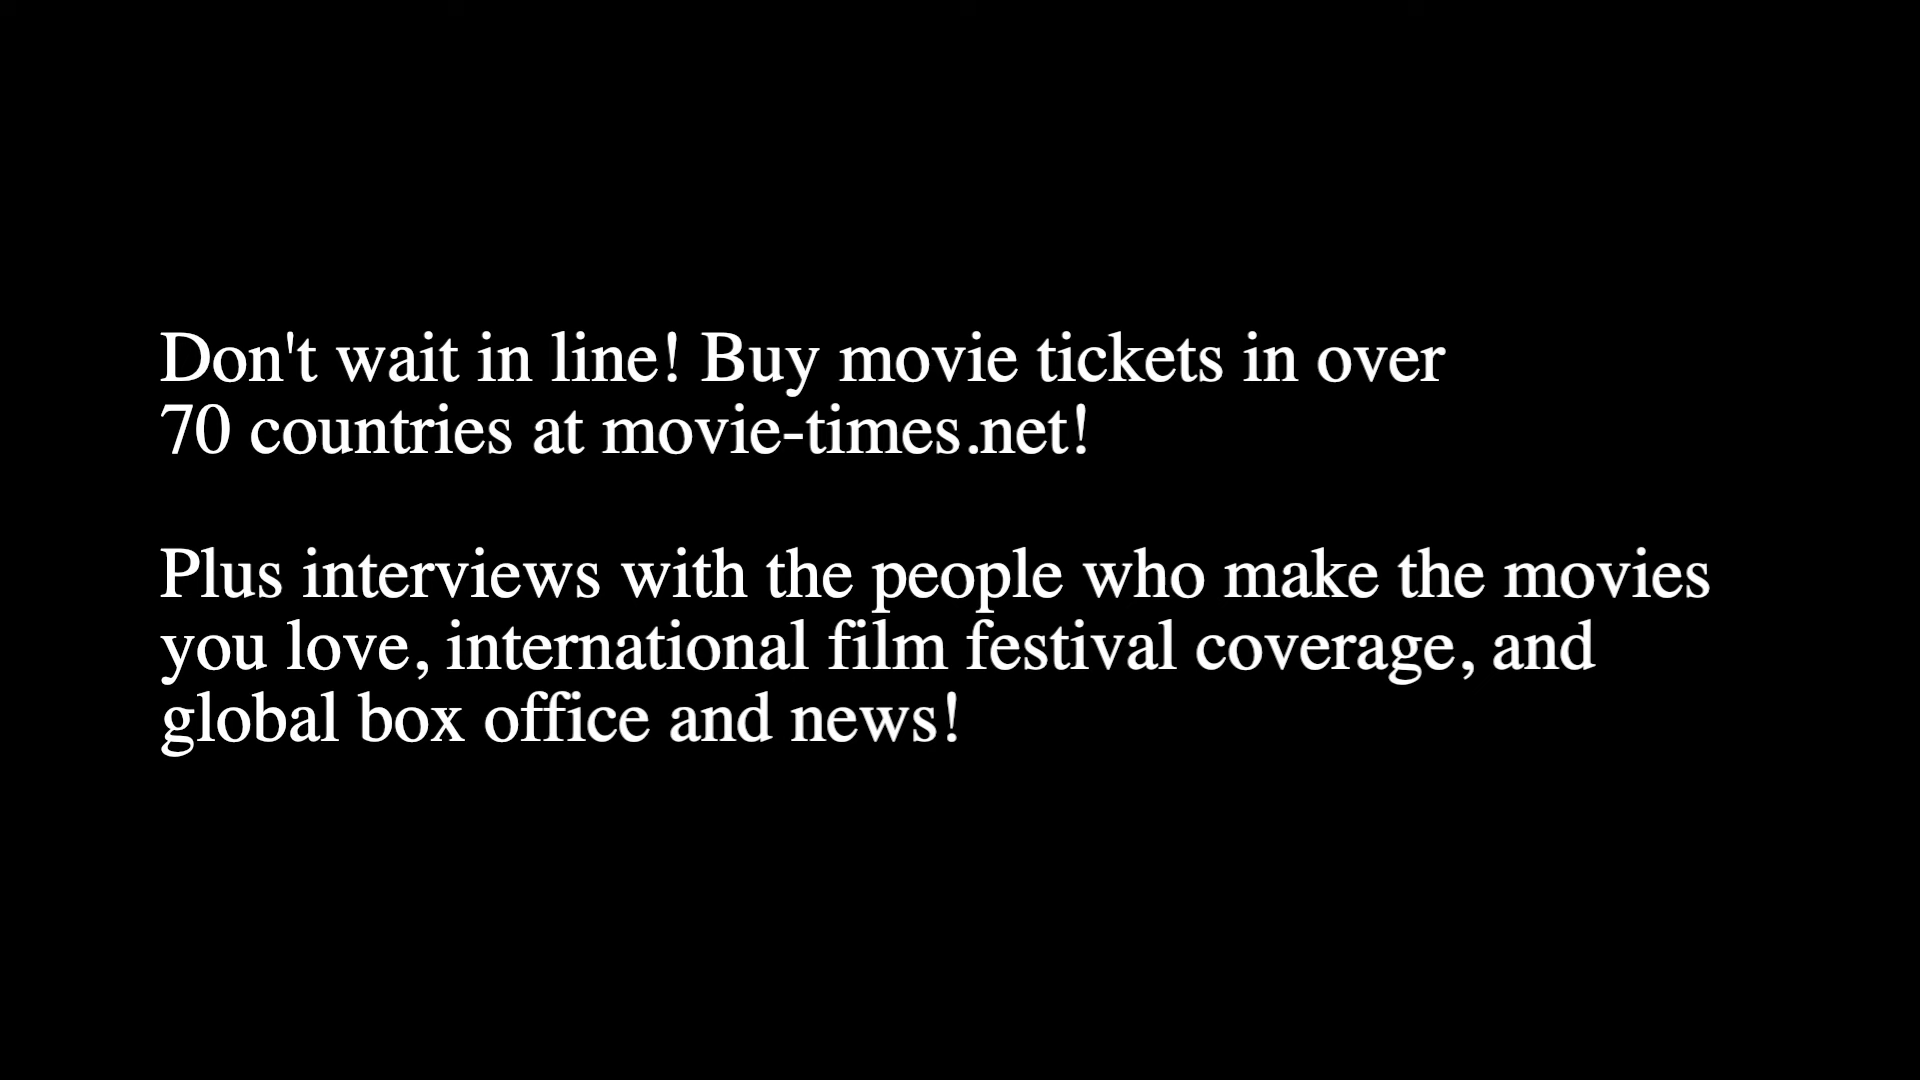 Don't wait in line! Buy movie tickets in over
70 countries at movie-times.net!
Plus interviews with the people who make the movies
you love, international film festival coverage, and
global box office and news!